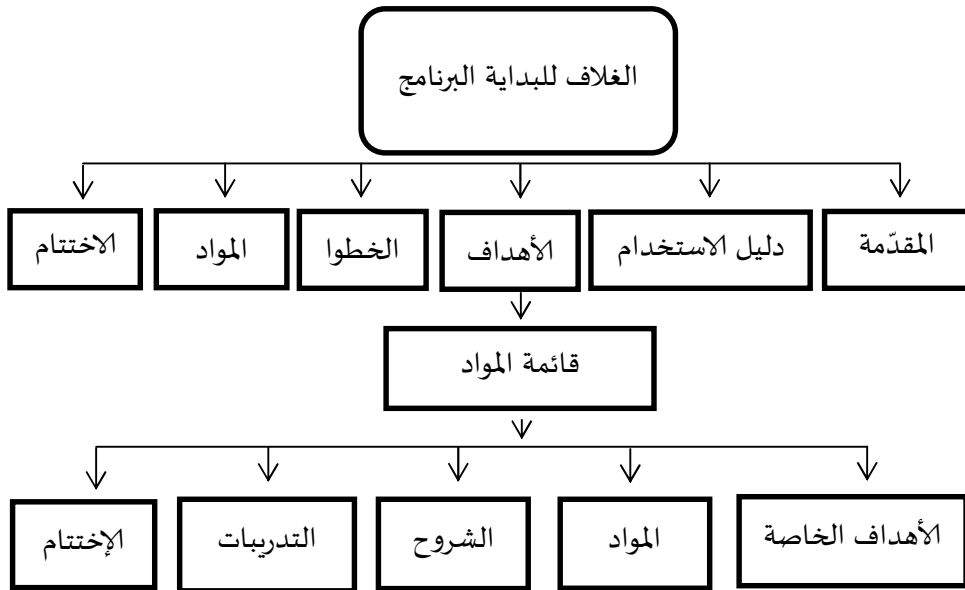 الغلاف للبداية البرنامج
المقدّمة
دليل الاستخدام
الأهداف
الخطوا
المواد
الاختتام
قائمة المواد
الأهداف الخاصة
المواد
الشروح
التدريبات
الإختتام